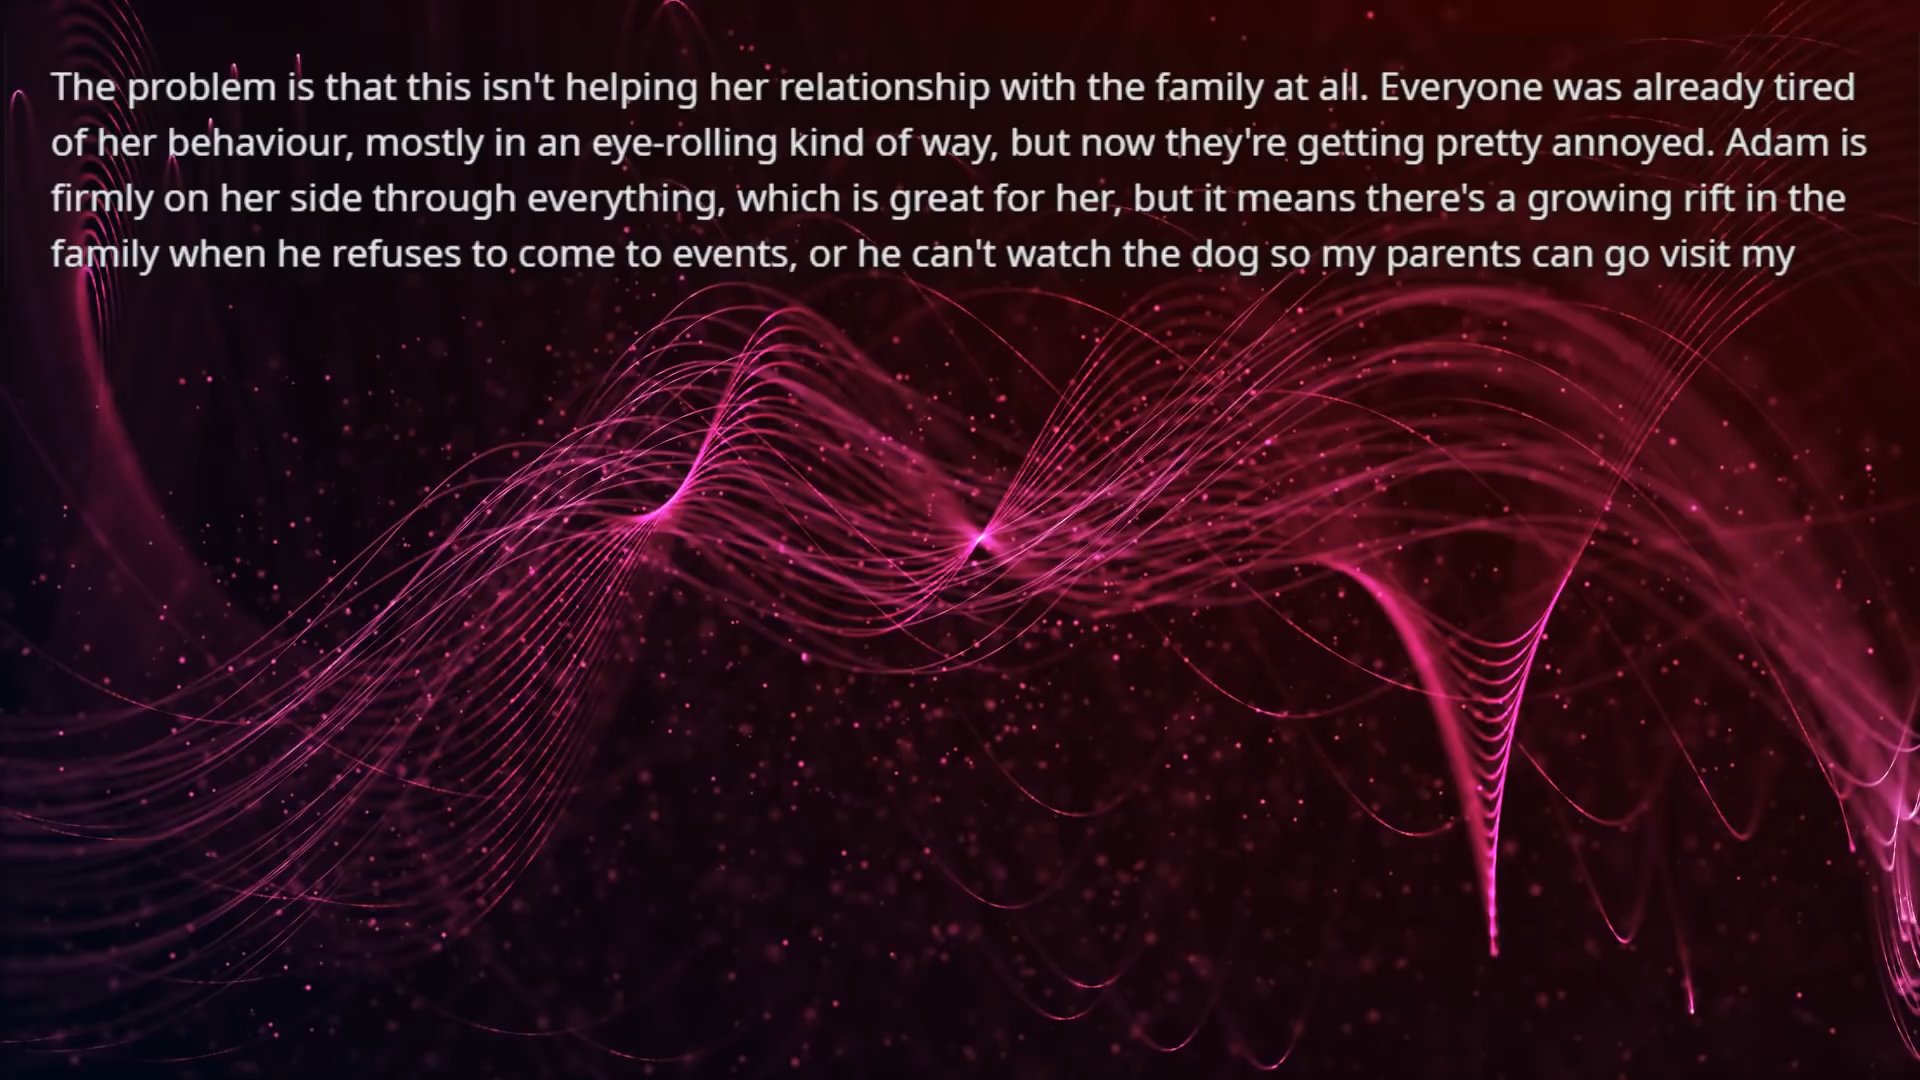 The problem is that this isn't helping her relationship with the family at all. Everyone was already tired
of her behaviour, mostly in an eye-rolling kind of way, but now they're getting pretty annoyed. Adam is
firmly on her side through everything, which is great for her, but it means there's a growing rift in the
family when he refuses to come to events, or he can't watch the dog so my parents can go visit my